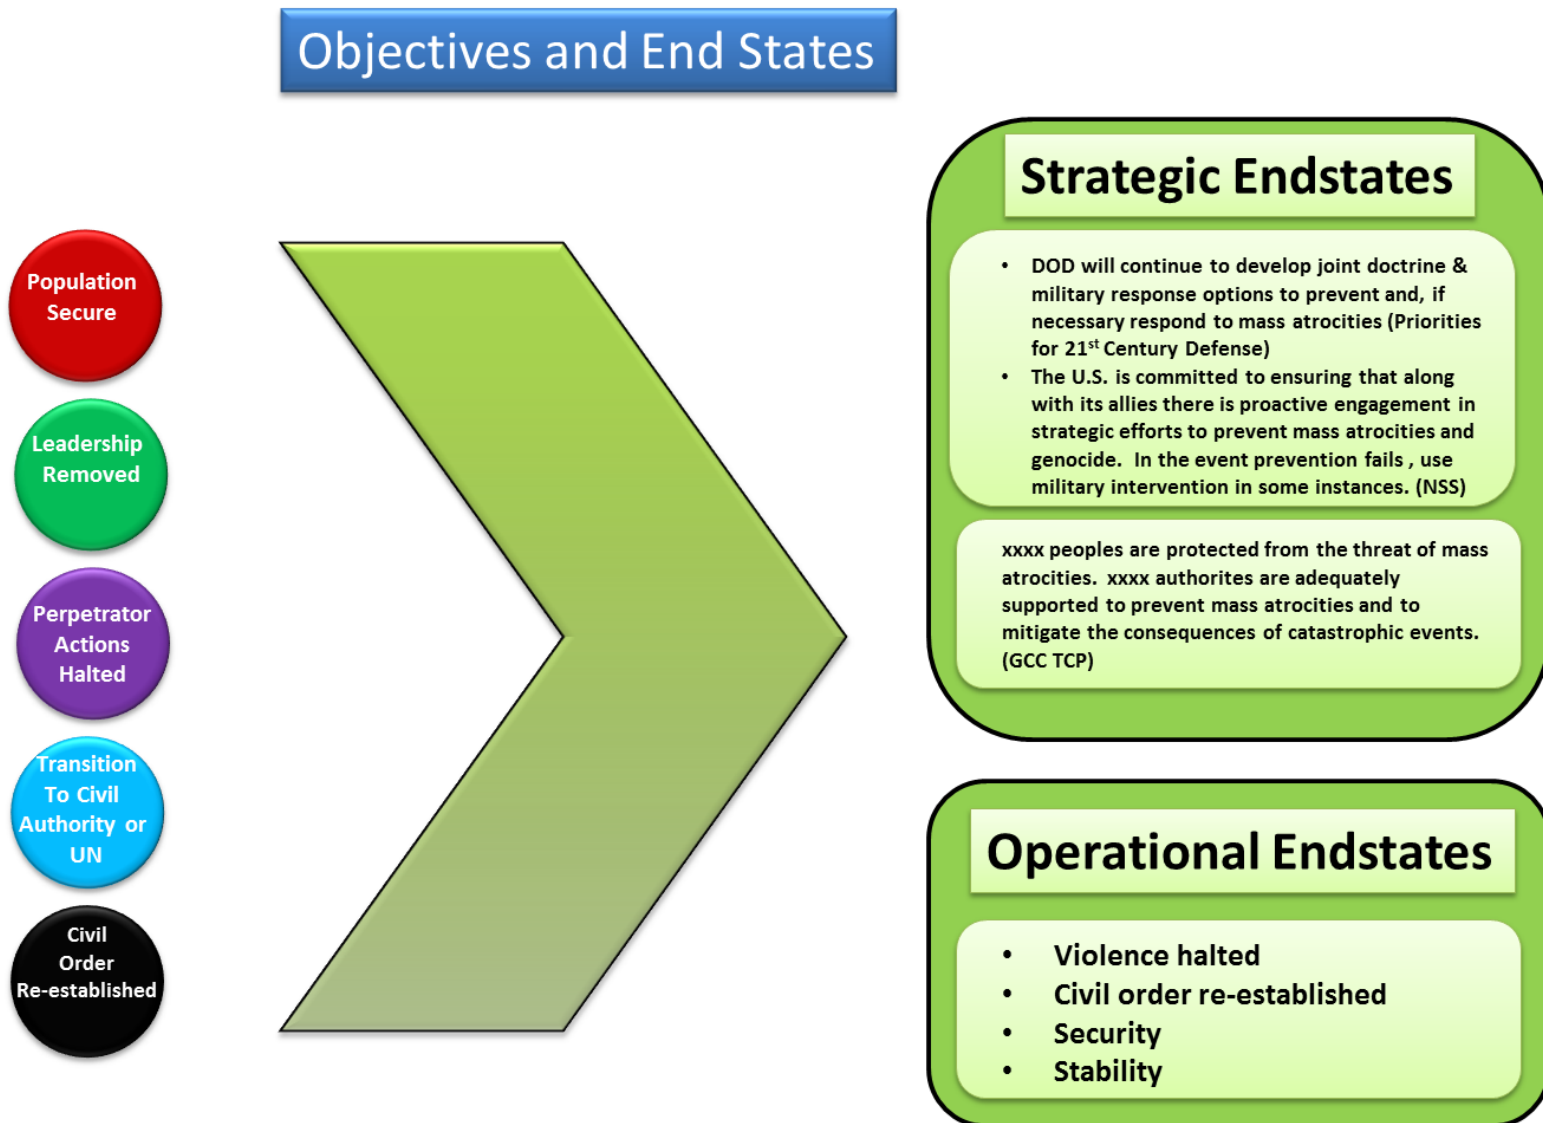 Objectives and End States
Population
Secure
Leadership
Removed
Perpetrator
Actions
Halted
Transition
To Civil
Authority or
UN
Civil
Order
Re-established
Strategic Endstates
• DOD will continue to develop joint doctrine &
military response options to prevent and, if
necessary respond to mass atrocities (Priorities
for 21st Century Defense)
• The U.S. is committed to ensuring that along
with its allies there is proactive engagement in
strategic efforts to prevent mass atrocities and
genocide. In the event prevention fails , use
military intervention in some instances. (NSS)
xxxx peoples are protected from the threat of mass
atrocities. xxxx authorites are adequately
supported to prevent mass atrocities and to
mitigate the consequences of catastrophic events.
(GCC TCP)
Operational Endstates
• Violence halted
• Civil order re-established
• Security
• Stability